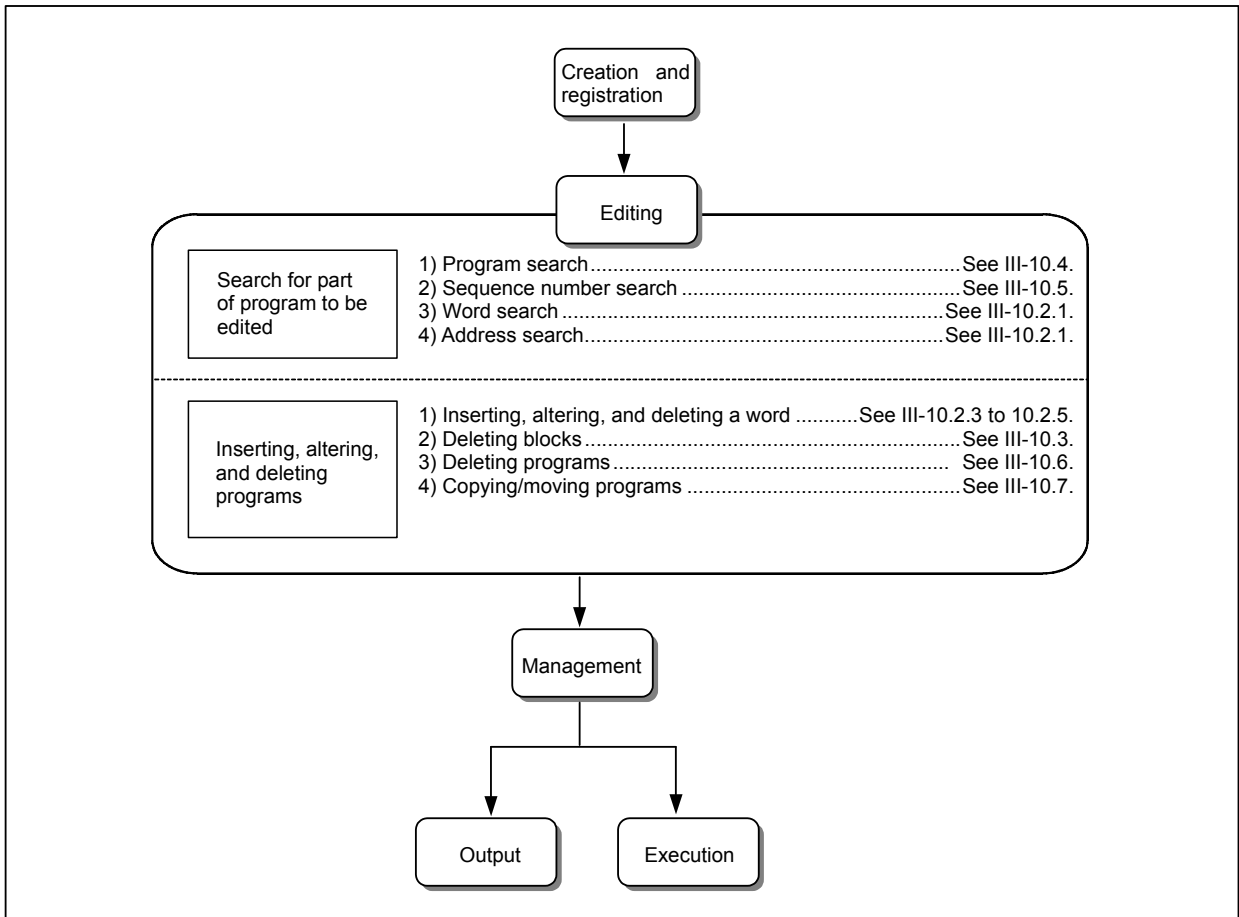 Creation and
registration
Editing
Search for part
of program to be
edited
1) Program search..........................................................................See III-10.4.
2) Sequence number search ........................................................See III-10.5.
3) Word search .............................................................................See III-10.2.1.
4) Address search........................................................................See III-10.2.1.
Inserting, altering,
and deleting
programs
1) Inserting, altering, and deleting a word ..........See III-10.2.3 to 10.2.5.
2) Deleting blocks...........................................................................See III-10.3.
3) Deleting programs................................................................... See III-10.6.
4) Copying/moving programs .......................................................See III-10.7.
Management
Output
Execution